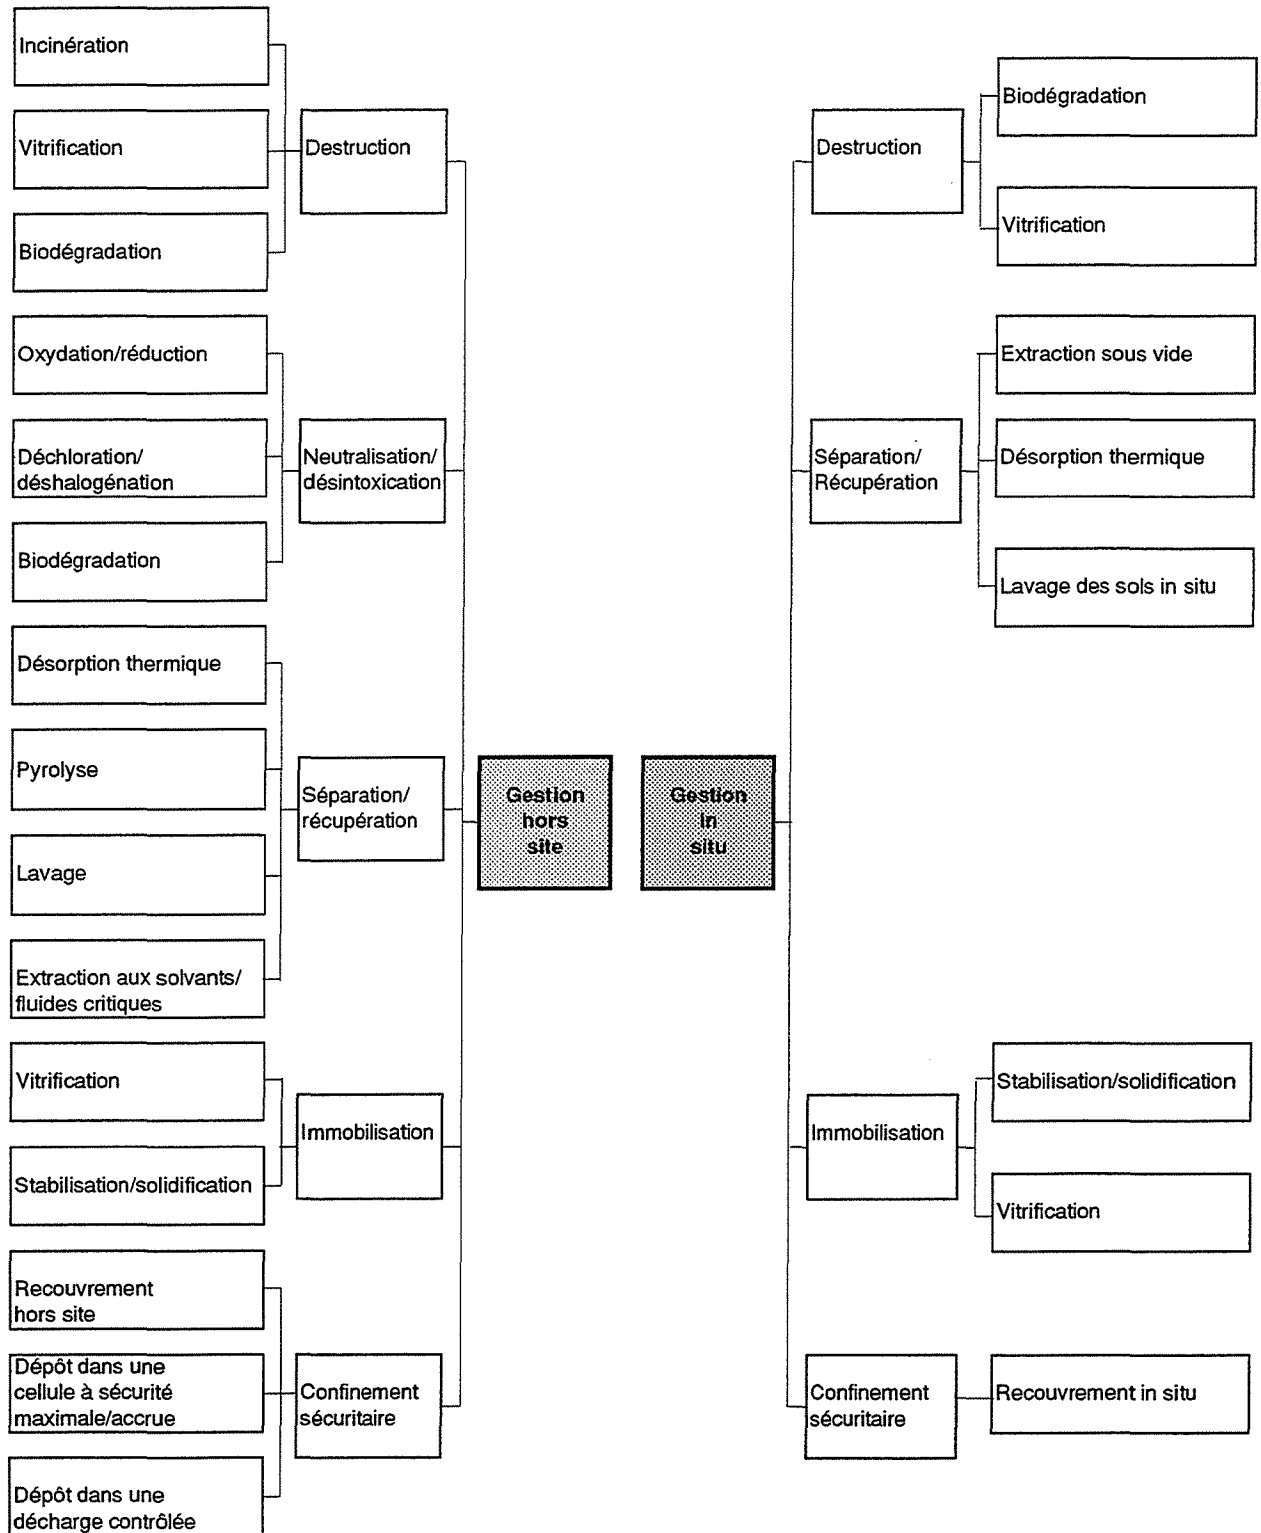 Incinération
Vitrification
Biodégradation
Destruction
Oxydation/réduction
Déchloration/
déshalogénation
Biodégradation
Neutralisation/
désintoxication
Désorption thermique
Pyrolyse
Lavage
Extraction aux solvants/
fluides critiques
Séparation/
récupération
Vitrification
Stabilisation/solidification
Immobilisation
Recouvrement
hors site
Dépôt dans une
cellule à sécurité
maximale/accrue
Dépôt dans une
décharge contrôlée
Confinement
sécuritaire
Gestion
hors
site
Gestion
in
situ
Destruction
Biodégradation
Vitrification
Séparation/
Récupération
Extraction sous vide
Désorption thermique
Lavage des sols in situ
Immobilisation
Stabilisation/solidification
Vitrification
Confinement
sécuritaire
Recouvrement in situ